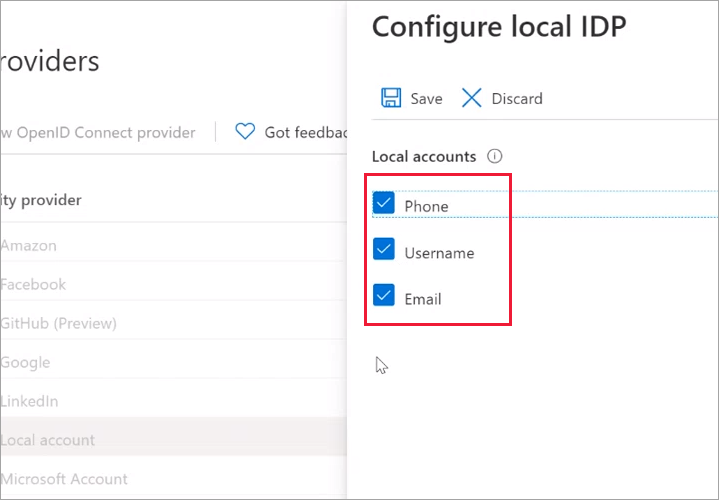 Configure local IDP
roviders
Save Discard
w OpenID Connect provider Got feedbac
Local accounts
ity provider
Phone
Amazon
Username
Facebook
Email
GitHub (Preview)
Google
LinkedIn
Local account
Microsoft Account